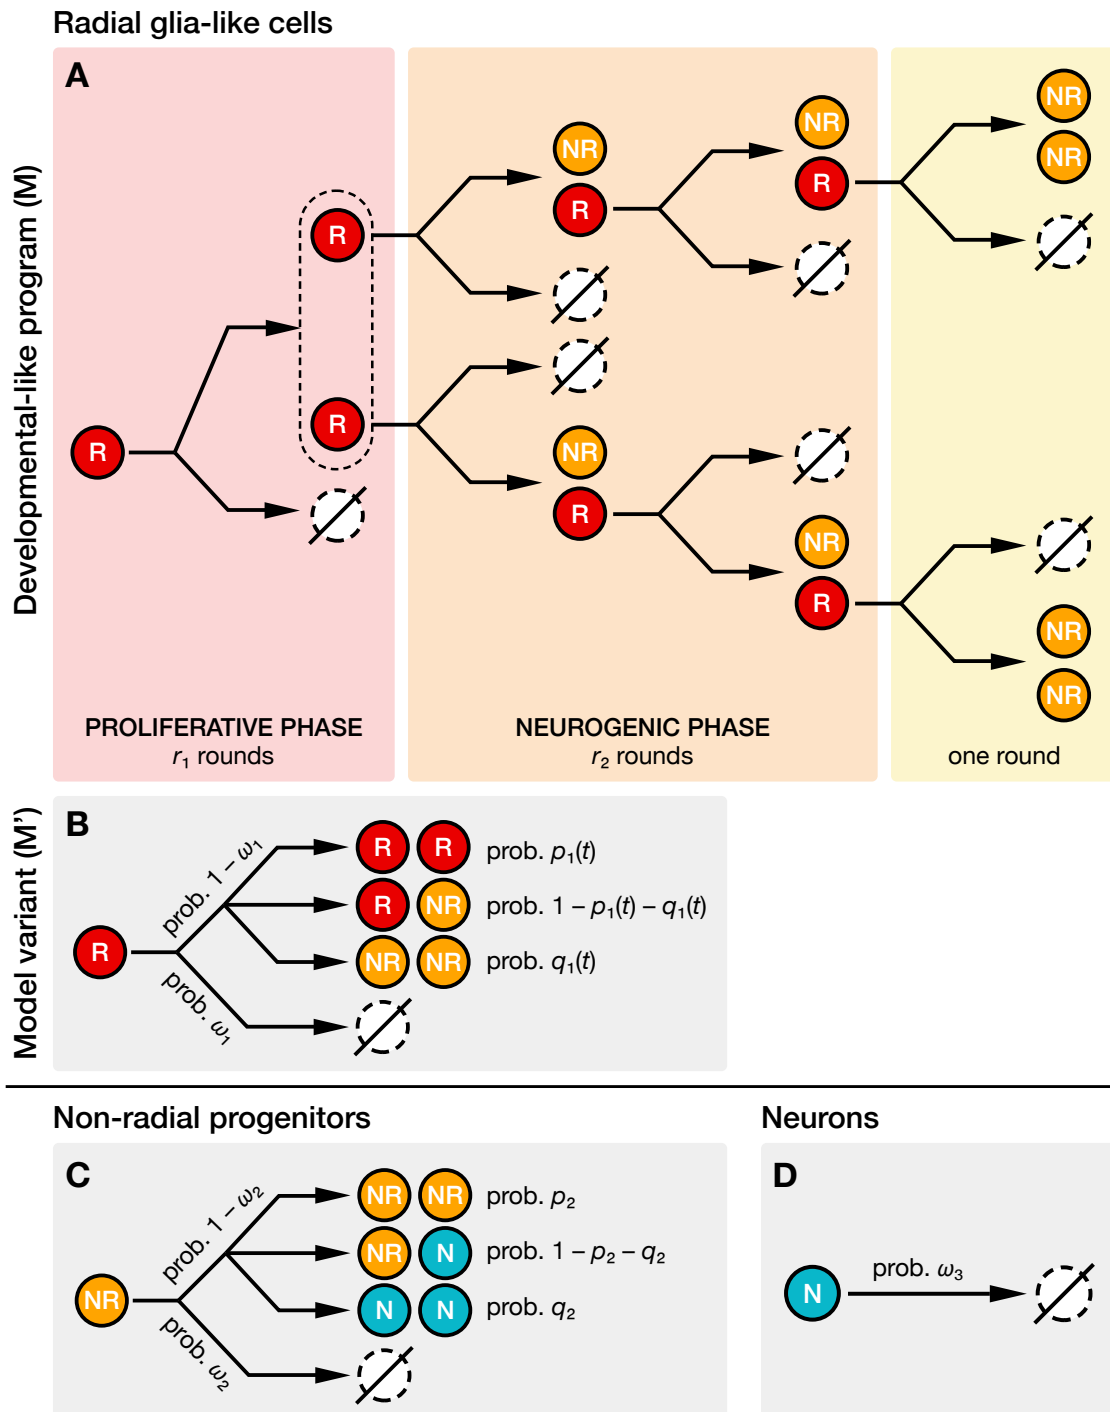 Radial glia-like cells
Developmental-like program (M)
A
R
R
R
NR
R
NR
R
NR
R
NR
R
NR
NR
NR
NR
PROLIFERATIVE PHASE
r₁ rounds
NEUROGENIC PHASE
r₂ rounds
one round
Model variant (M')
B
R
prob. 1 – ω₁
prob. ω₁
R R prob. p₁(t)
R NR prob. 1 – p₁(t) – q₁(t)
NR NR prob. q₁(t)
Non-radial progenitors
C
NR
prob. 1 – ω₂
prob. ω₂
NR NR prob. p₂
NR N prob. 1 – p₂ – q₂
N N prob. q₂
Neurons
D
N
prob. ω₃